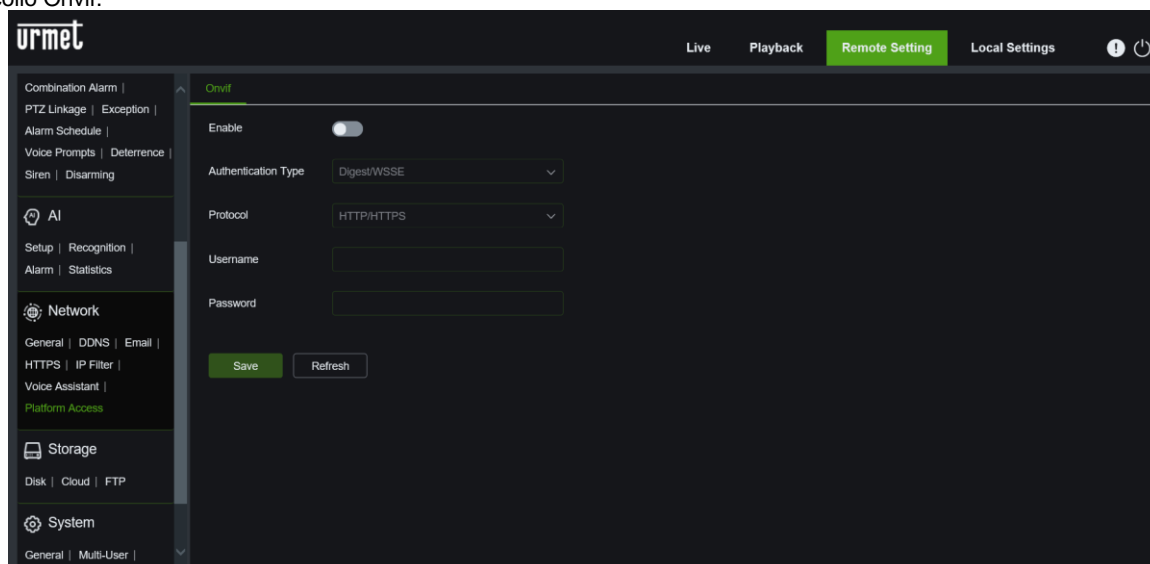 Onvif.
urmet
Live Playback Remote Setting Local Settings
Combination Alarm |
PTZ Linkage | Exception |
Alarm Schedule |
Voice Prompts | Deterrence |
Siren | Disarming
AI
Setup | Recognition |
Alarm | Statistics
Network
General | DDNS | Email |
HTTPS | IP Filter |
Voice Assistant |
Platform Access
Storage
Disk | Cloud | FTP
System
General | Multi-User |
Onvif
Enable
Authentication Type Digest/WSSE
Protocol HTTP/HTTPS
Username
Password
Save Refresh